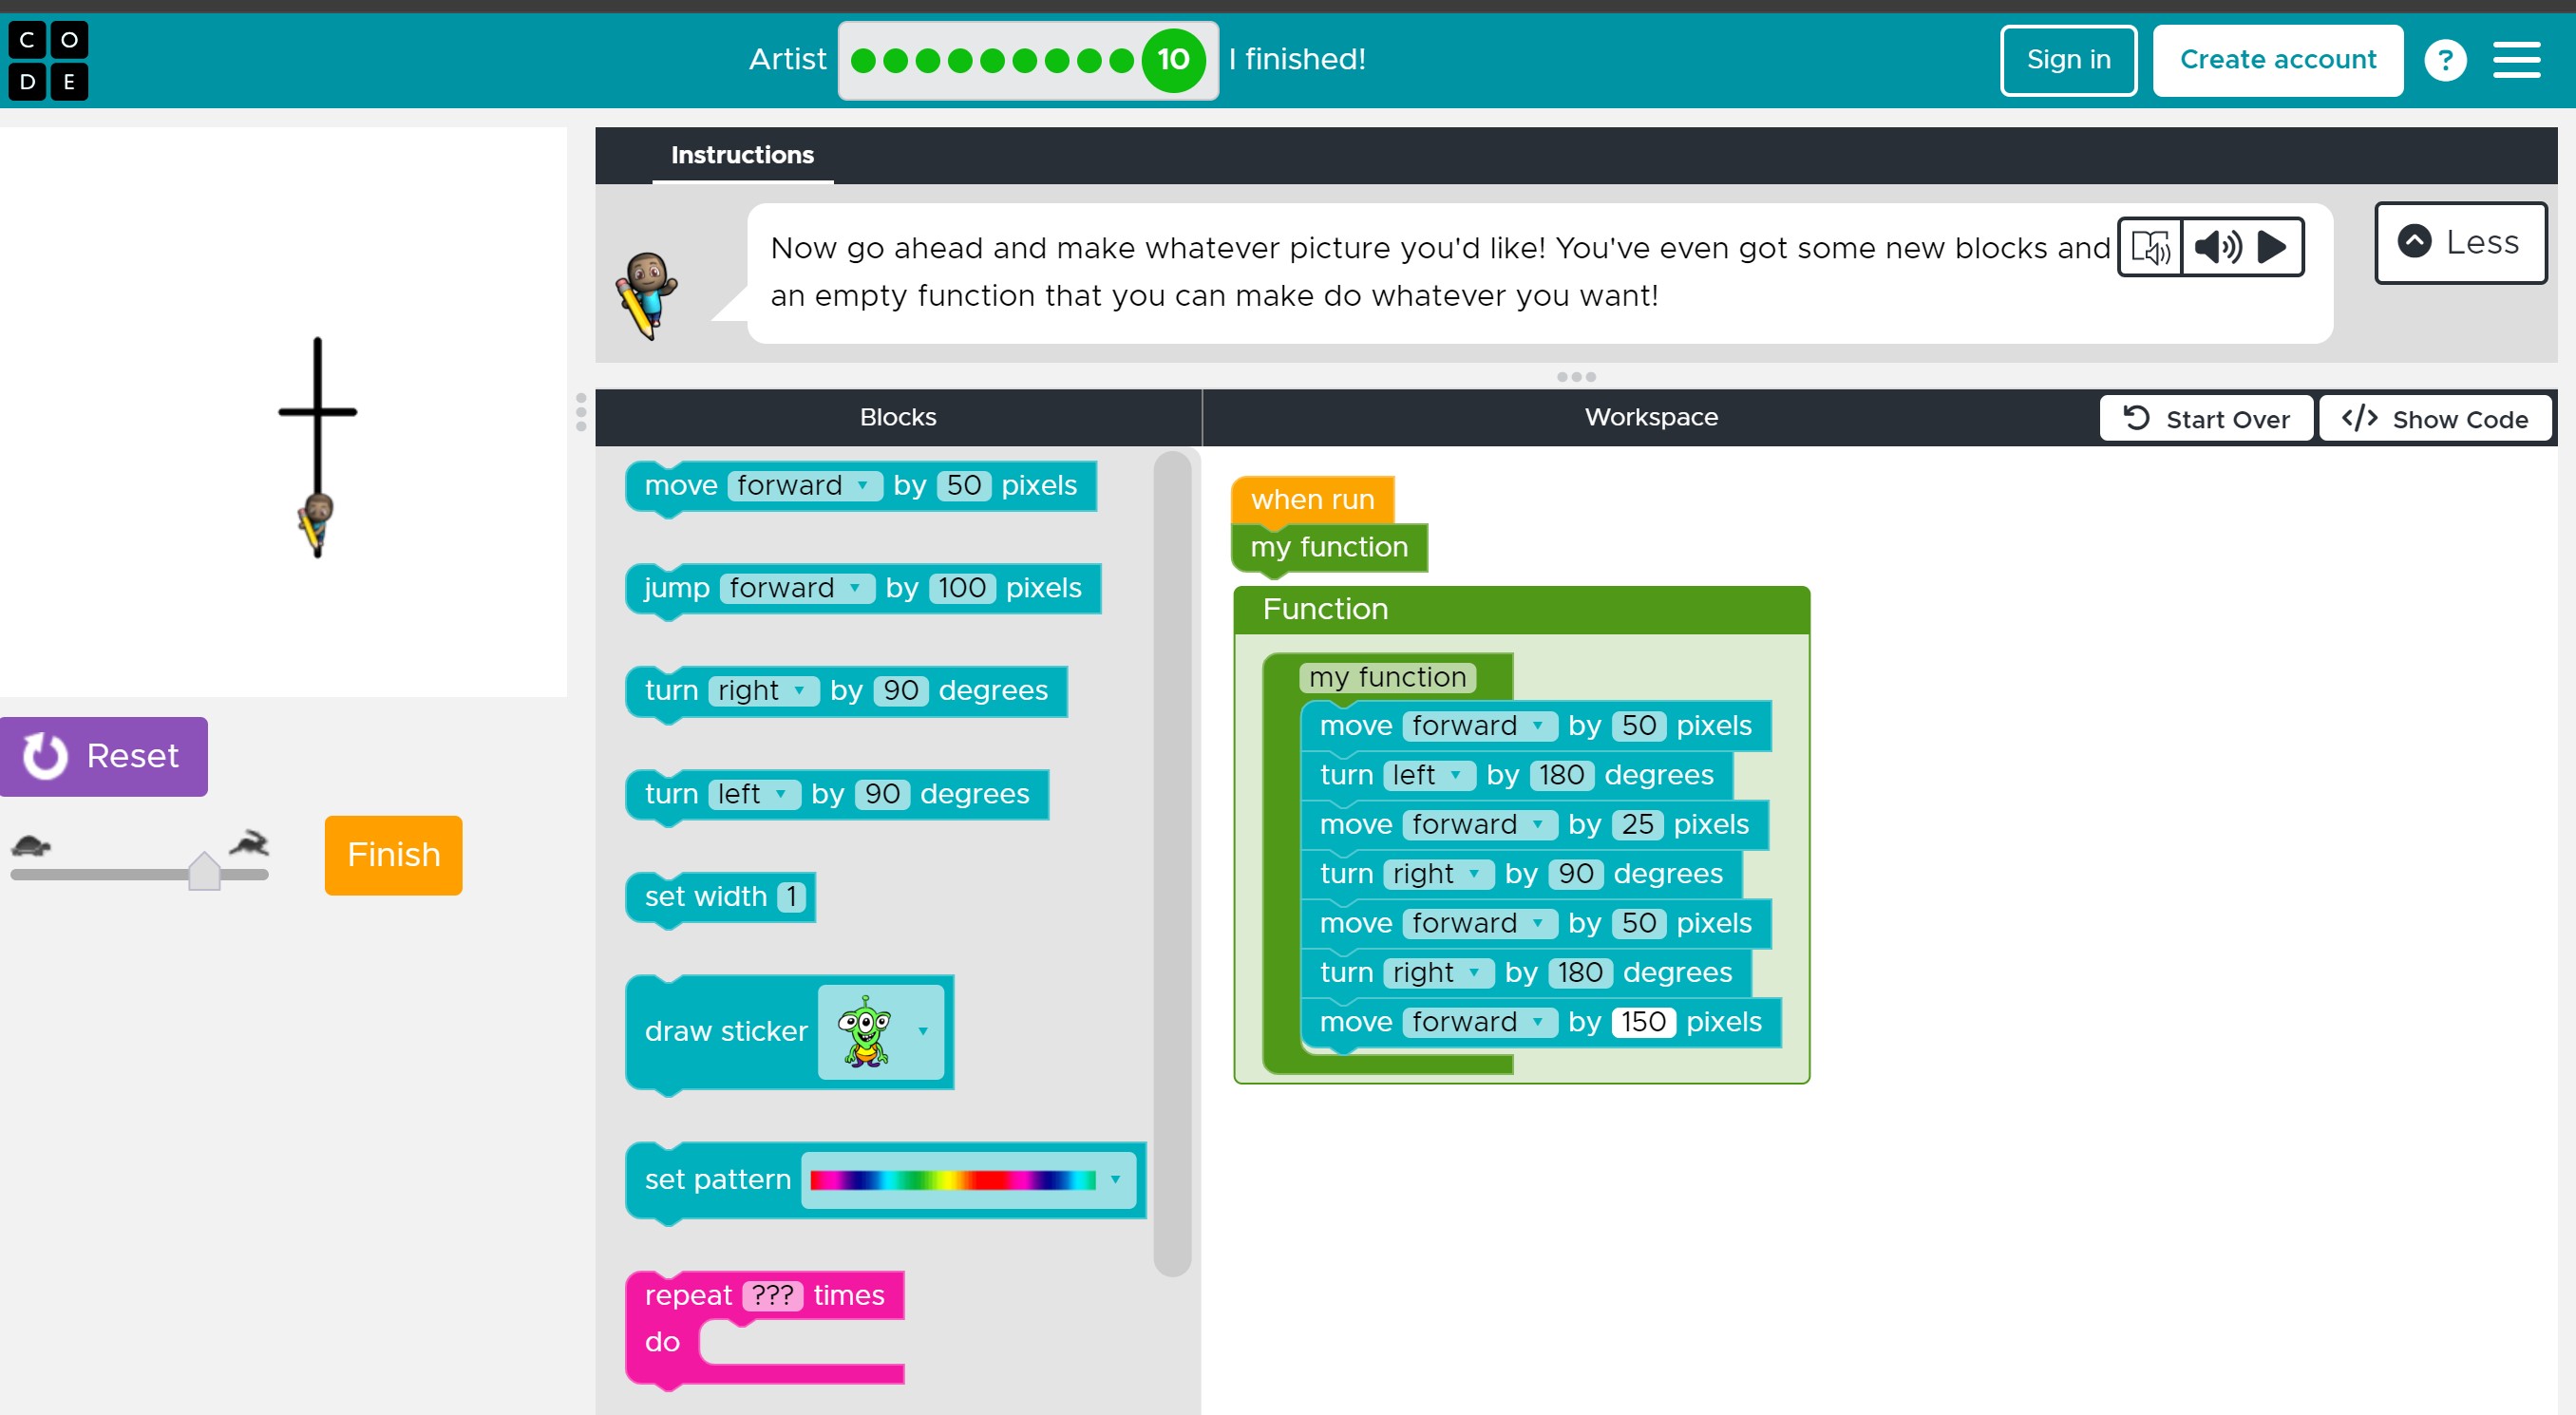 C O
D E
Artist
10
I finished!
Sign in
Create account
?
Instructions
Now go ahead and make whatever picture you'd like! You've even got some new blocks and
an empty function that you can make do whatever you want!
Less
Blocks
Workspace
Start Over
</> Show Code
move forward by 50 pixels
jump forward by 100 pixels
turn right by 90 degrees
turn left by 90 degrees
set width 1
draw sticker
set pattern
repeat ??? times
do
when run
my function
Function
my function
move forward by 50 pixels
turn left by 180 degrees
move forward by 25 pixels
turn right by 90 degrees
move forward by 50 pixels
turn right by 180 degrees
move forward by 150 pixels
Reset
Finish